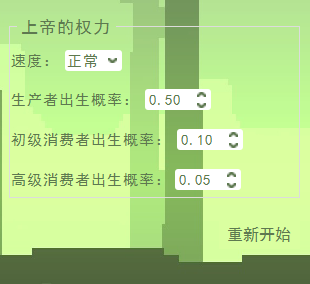 上帝的权力
速度： 正常
生产者出生概率： 0.50
初级消费者出生概率： 0.10
高级消费者出生概率： 0.05
重新开始